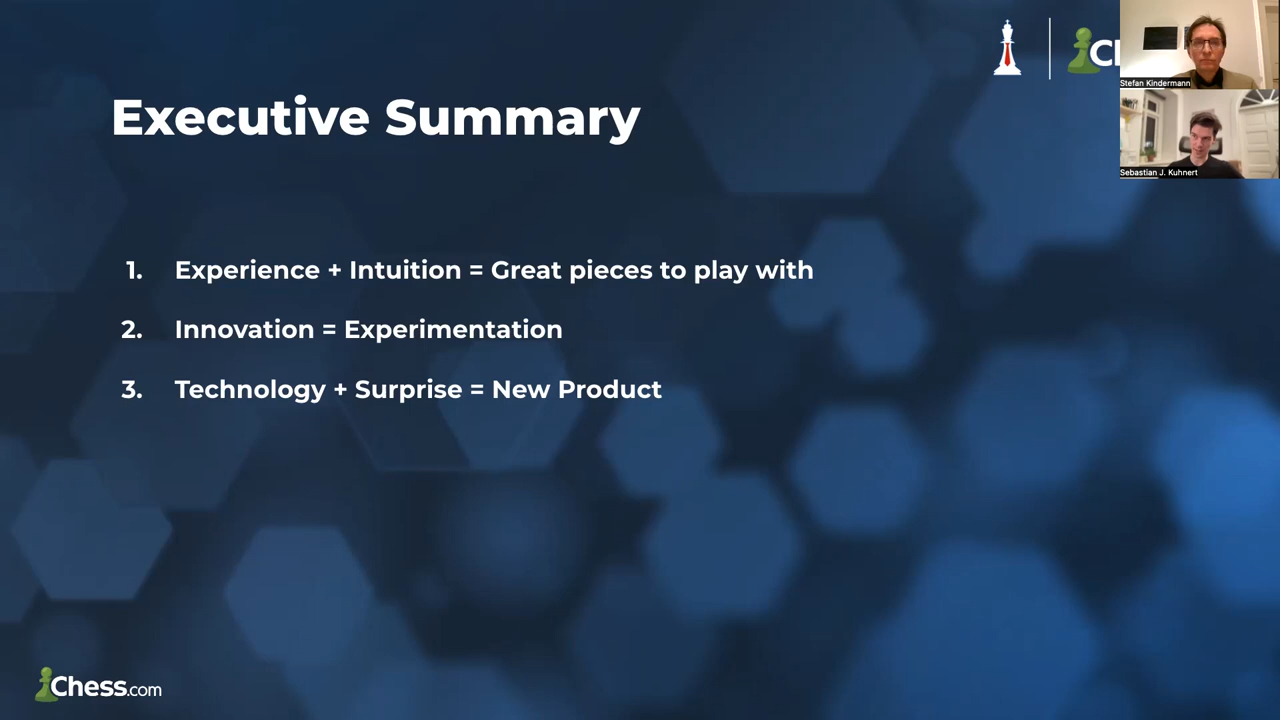 Ch
Stefan Kindermann
Executive Summary
Sebastian J. Kuhnert
1. Experience + Intuition = Great pieces to play with
2. Innovation = Experimentation
3. Technology + Surprise = New Product
Chess.com